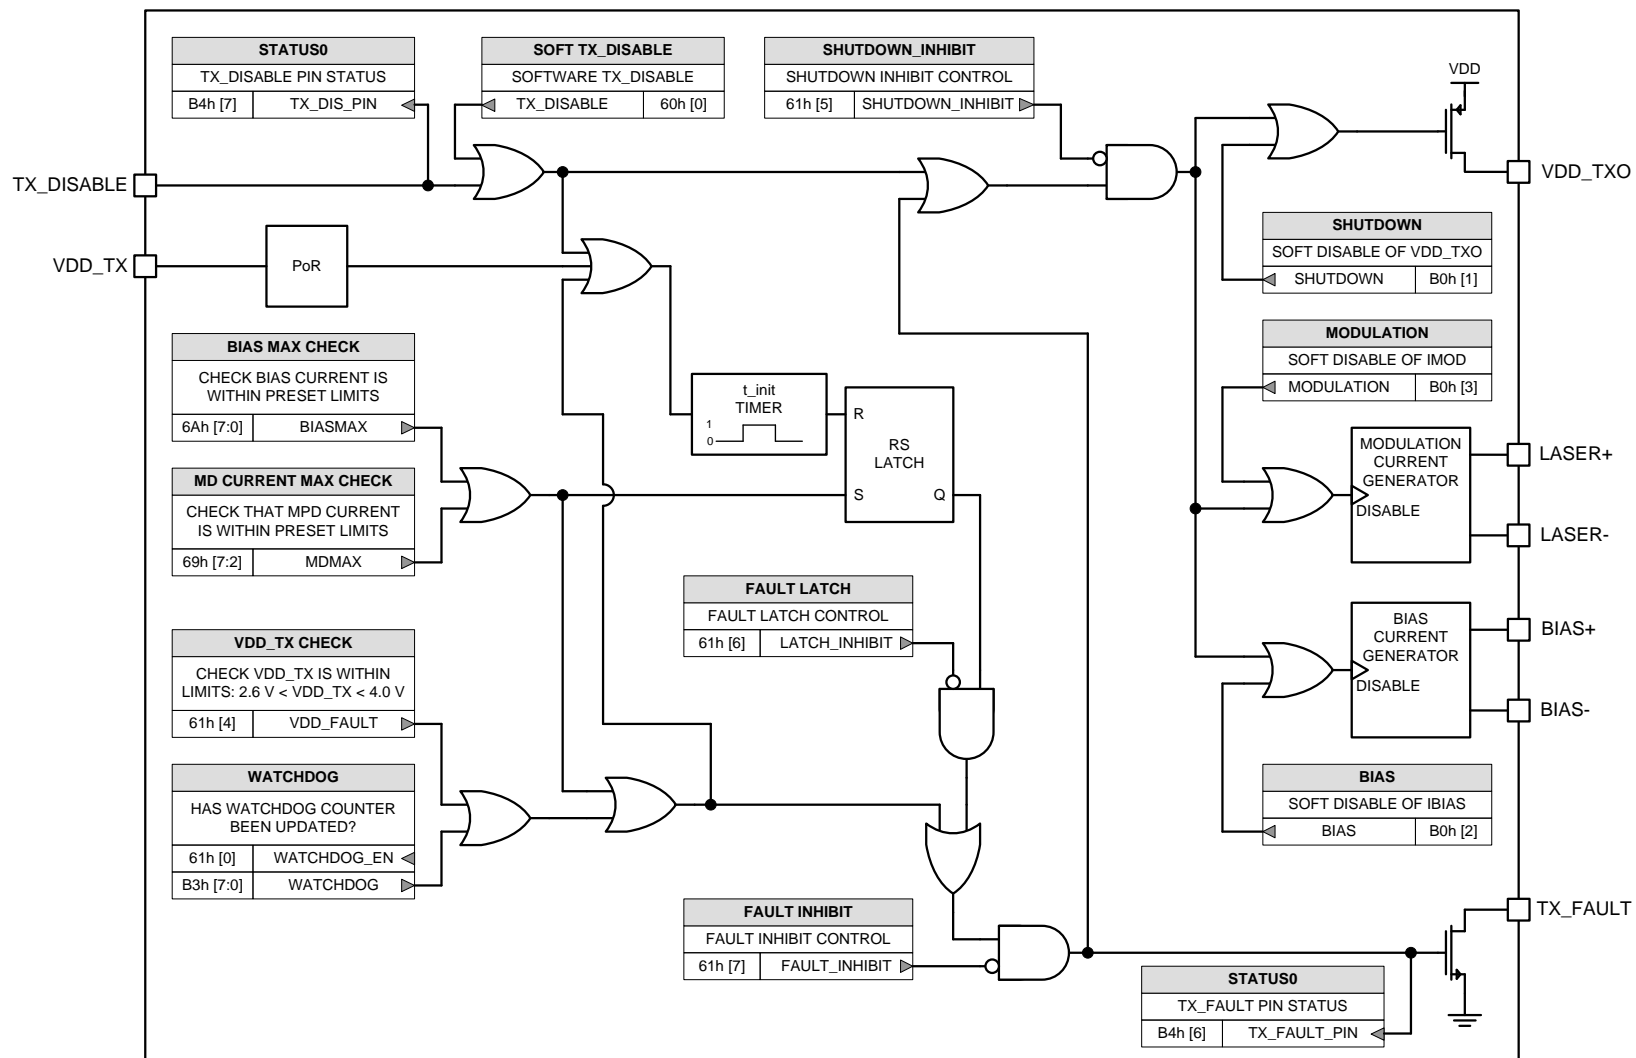 STATUS0
TX_DISABLE PIN STATUS
B4h [7] TX_DIS_PIN
SOFT TX_DISABLE
SOFTWARE TX_DISABLE
TX_DISABLE 60h [0]
SHUTDOWN_INHIBIT
SHUTDOWN INHIBIT CONTROL
61h [5] SHUTDOWN_INHIBIT
VDD
TX_DISABLE
VDD_TXO
VDD_TX
PoR
SHUTDOWN
SOFT DISABLE OF VDD_TXO
SHUTDOWN B0h [1]
BIAS MAX CHECK
CHECK BIAS CURRENT IS
WITHIN PRESET LIMITS
6Ah [7:0] BIASMAX
t_init
TIMER
1
0
R
RS
LATCH
S
Q
MODULATION
SOFT DISABLE OF IMOD
MODULATION B0h [3]
MD CURRENT MAX CHECK
CHECK THAT MPD CURRENT
IS WITHIN PRESET LIMITS
69h [7:2] MDMAX
MODULATION
CURRENT
GENERATOR
DISABLE
LASER+
LASER-
FAULT LATCH
FAULT LATCH CONTROL
61h [6] LATCH_INHIBIT
VDD_TX CHECK
CHECK VDD_TX IS WITHIN
LIMITS: 2.6 V < VDD_TX < 4.0 V
61h [4] VDD_FAULT
BIAS
CURRENT
GENERATOR
DISABLE
BIAS+
BIAS-
WATCHDOG
HAS WATCHDOG COUNTER
BEEN UPDATED?
61h [0] WATCHDOG_EN
B3h [7:0] WATCHDOG
BIAS
SOFT DISABLE OF IBIAS
BIAS B0h [2]
FAULT INHIBIT
FAULT INHIBIT CONTROL
61h [7] FAULT_INHIBIT
TX_FAULT
STATUS0
TX_FAULT PIN STATUS
B4h [6] TX_FAULT_PIN